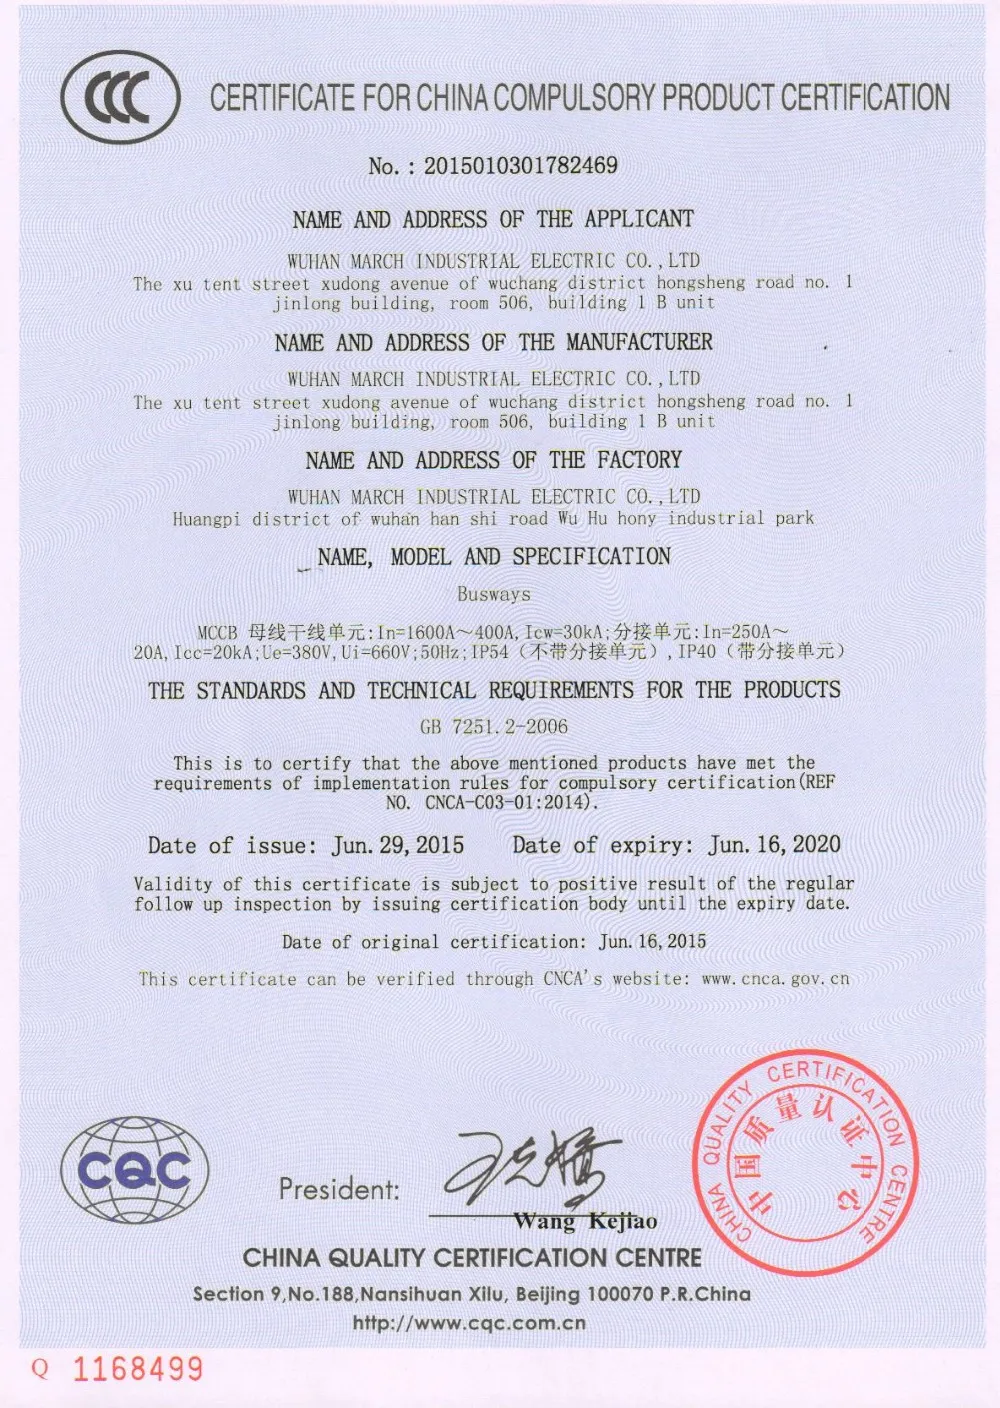 CERTIFICATE FOR CHINA COMPULSORY PRODUCT CERTIFICATION
No. : 2015010301782469
NAME AND ADDRESS OF THE APPLICANT
WUHAN MARCH INDUSTRIAL ELECTRIC CO.,LTD
The xu tent street xudong avenue of wuchang district hongsheng road no. 1
jinlong building, room 506, building 1 B unit
NAME AND ADDRESS OF THE MANUFACTURER
WUHAN MARCH INDUSTRIAL ELECTRIC CO.,LTD
The xu tent street xudong avenue of wuchang district hongsheng road no. 1
jinlong building, room 506, building 1 B unit
NAME AND ADDRESS OF THE FACTORY
WUHAN MARCH INDUSTRIAL ELECTRIC CO.,LTD
Huangpi district of wuhan han shi road Wu Hu hony industrial park
NAME, MODEL AND SPECIFICATION
Busways
MCCB 母线干线单元:In=1600A～400A,Icw=30kA;分接单元:In=250A～
20A,Icc=20kA;Ue=380V,Ui=660V;50Hz;IP54（不带分接单元）,IP40（带分接单元）
THE STANDARDS AND TECHNICAL REQUIREMENTS FOR THE PRODUCTS
GB 7251.2-2006
This is to certify that the above mentioned products have met the
requirements of implementation rules for compulsory certification(REF
NO. CNCA-C03-01:2014).
Date of issue: Jun.29,2015 Date of expiry: Jun.16,2020
Validity of this certificate is subject to positive result of the regular
follow up inspection by issuing certification body until the expiry date.
Date of original certification: Jun.16,2015
This certificate can be verified through CNCA's website: www.cnca.gov.cn
CQC
President:
Wang Kejiao
CHINA QUALITY CERTIFICATION CENTRE
中国质量认证中心
CHINA QUALITY CERTIFICATION CENTRE
Section 9,No.188,Nansihuan Xilu, Beijing 100070 P.R.China
http://www.cqc.com.cn
Q 1168499